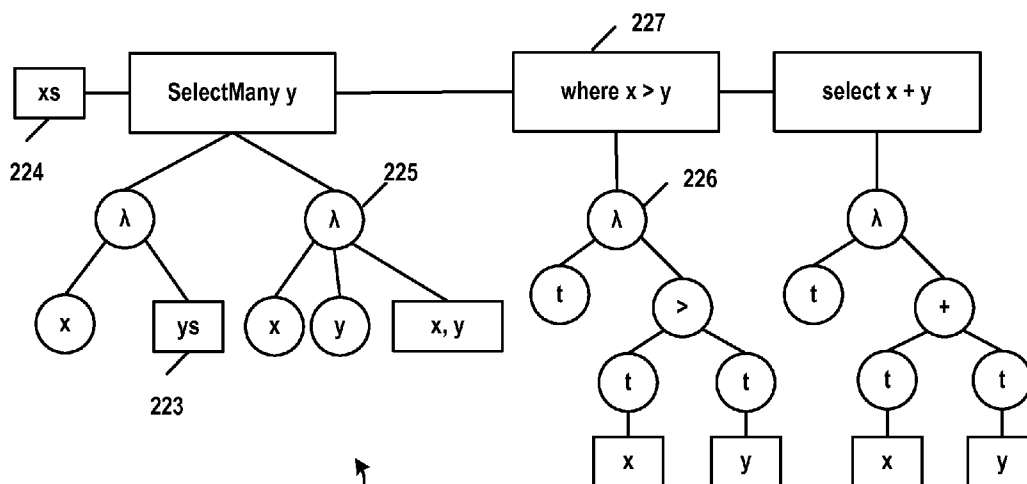 227
xs
SelectMany y
where x > y
select x + y
224
225
226
λ
λ
λ
λ
x
ys
x
y
x, y
t
>
t
+
223
t
t
t
t
x
y
x
y